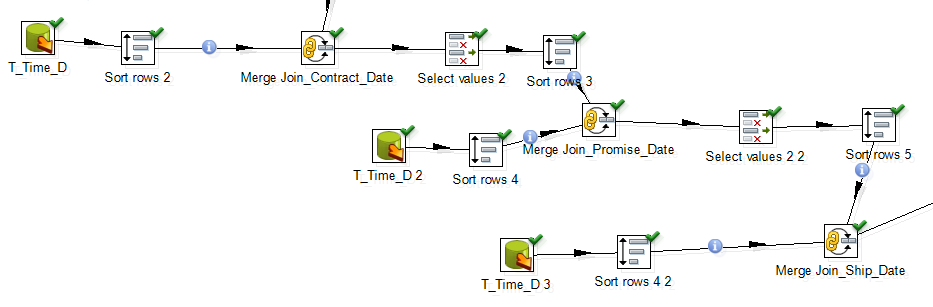 T_Time_D
Sort rows 2
Merge Join_Contract_Date
Select values 2
Sort rows 3
T_Time_D 2
Sort rows 4
Merge Join_Promise_Date
Select values 2 2
Sort rows 5
T_Time_D 3
Sort rows 4 2
Merge Join_Ship_Date